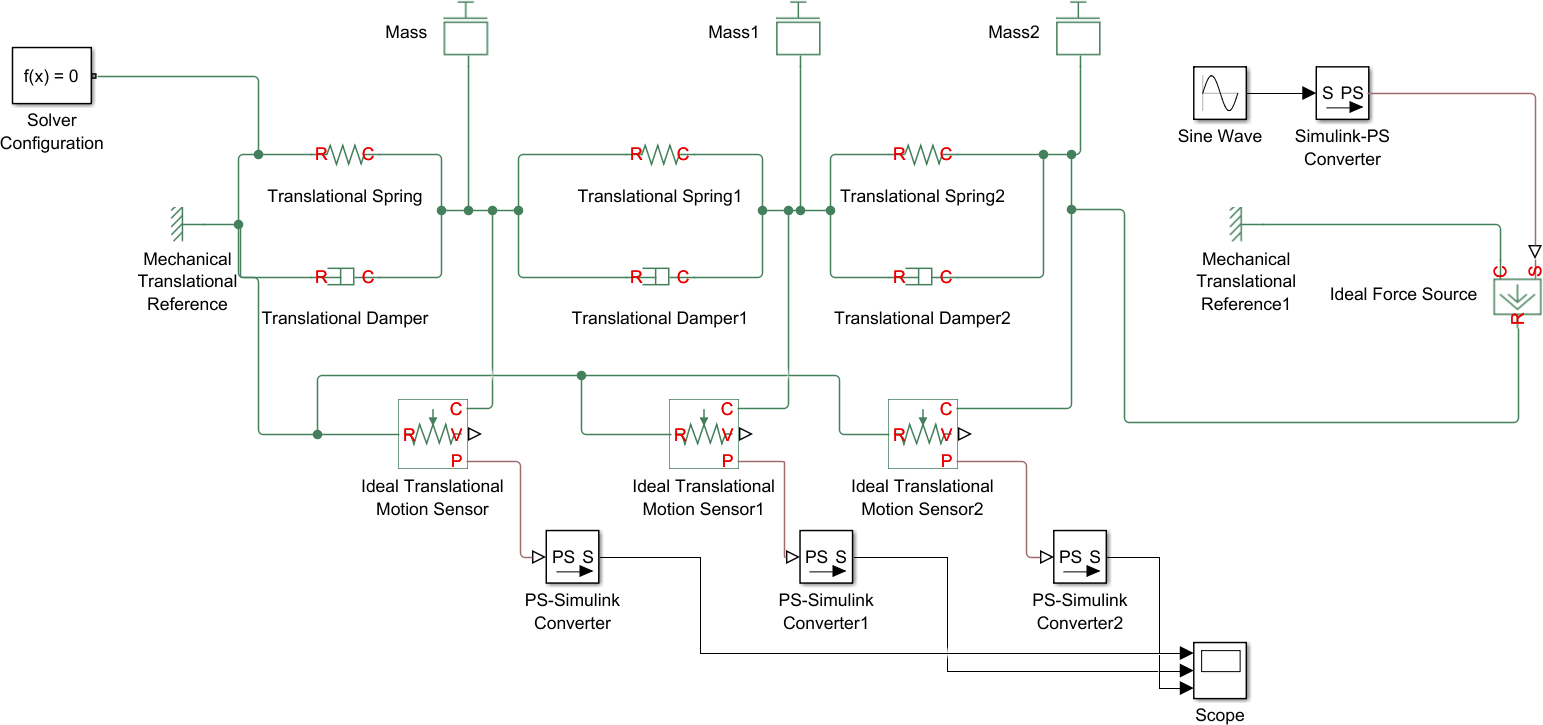 Mass
Mass1
Mass2
f(x) = 0
Solver
Configuration
S PS
Sine Wave
Simulink-PS
Converter
R C
R C
R C
Translational Spring
Translational Spring1
Translational Spring2
Mechanical
Translational
Reference
Mechanical
Translational
Reference1
R C
R C
R C
C S
Ideal Force Source
R
Translational Damper
Translational Damper1
Translational Damper2
C
R V
P
C
R V
P
C
R V
P
Ideal Translational
Motion Sensor
Ideal Translational
Motion Sensor1
Ideal Translational
Motion Sensor2
PS S
PS S
PS S
PS-Simulink
Converter
PS-Simulink
Converter1
PS-Simulink
Converter2
Scope